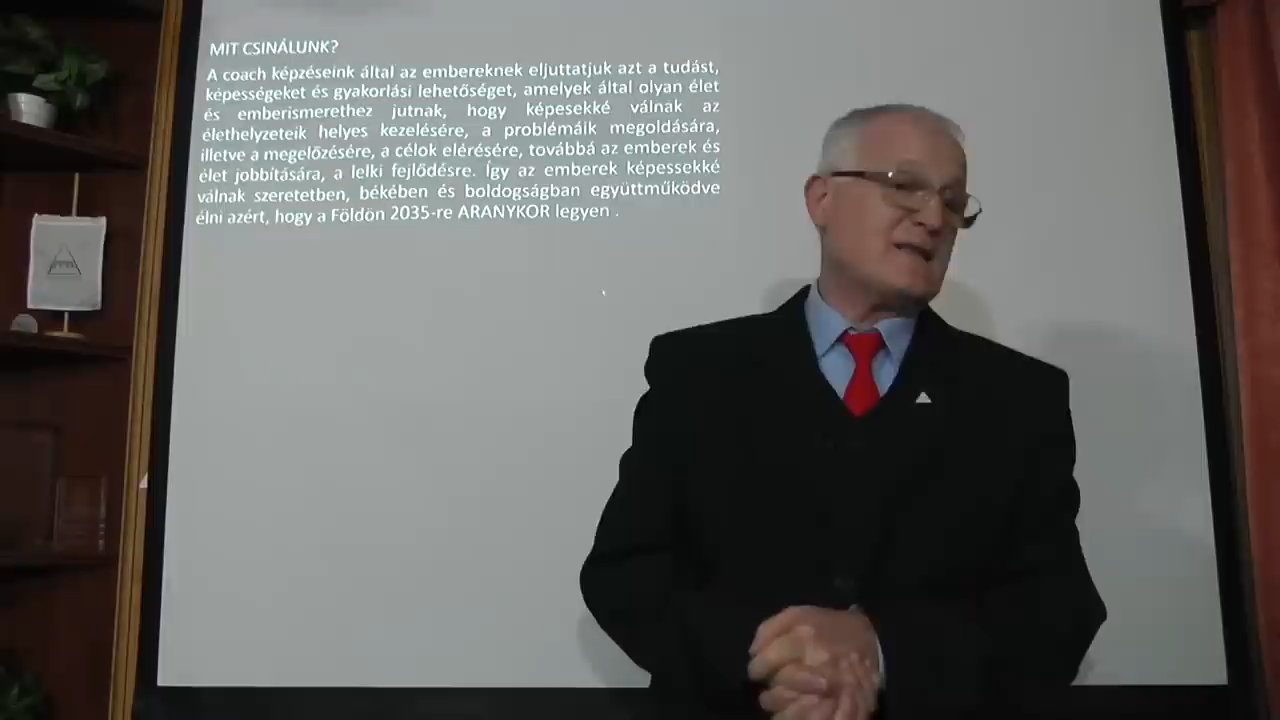 MIT CSINÁLUNK?
A coach képzéseink által az embereknek eljuttatjuk azt a tudást,
képességeket és gyakorlási lehetőséget, amelyek által olyan élet
és emberismerethez jutnak, hogy képesekké válnak az
élethelyzeteik helyes kezelésére, a problémáik megoldására,
illetve a megelőzésére, a célok elérésére, továbbá az emberek és
élet jobbítására, a lelki fejlődésre. Így az emberek képessekké
válnak szeretetben, békében és boldogságban együttműködve
élni azért, hogy a Földön 2035-re ARANYKOR legyen .